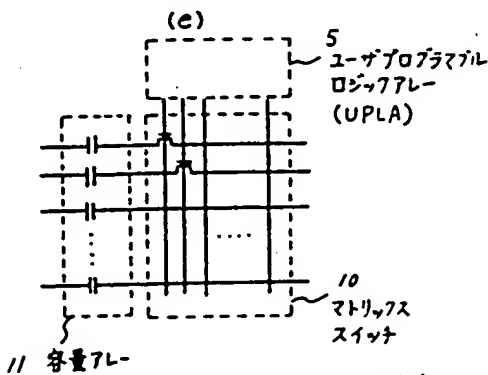 (e)
5
ユーザプログラマブル
ロジックアレー
(UPLA)
10
マトリックス
スイッチ
11 容量アレー